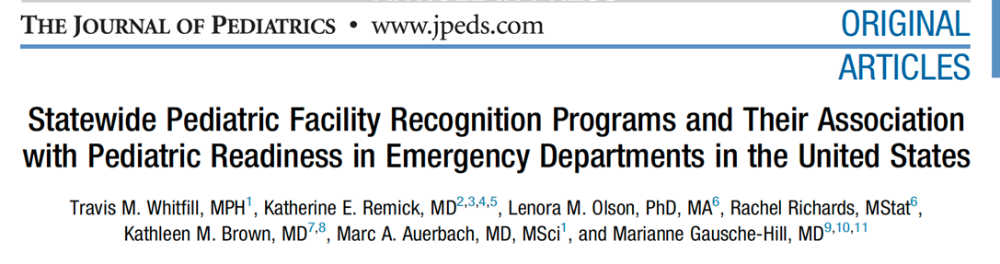 THE JOURNAL OF PEDIATRICS • www.jpeds.com
ORIGINAL
ARTICLES
Statewide Pediatric Facility Recognition Programs and Their Association
with Pediatric Readiness in Emergency Departments in the United States
Travis M. Whitfill, MPH1, Katherine E. Remick, MD2,3,4,5, Lenora M. Olson, PhD, MA6, Rachel Richards, MStat6,
Kathleen M. Brown, MD7,8, Marc A. Auerbach, MD, MSci1, and Marianne Gausche-Hill, MD9,10,11